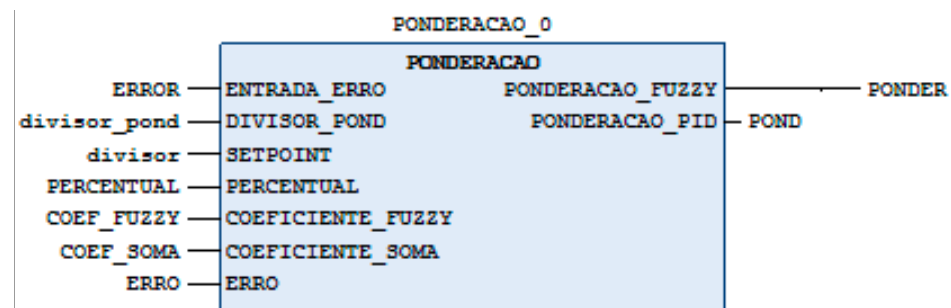 PONDERACAO_0
PONDERACAO
ERROR ENTRADA_ERRO PONDERACAO_FUZZY PONDER
divisor_pond DIVISOR_POND PONDERACAO_PID POND
divisor SETPOINT
PERCENTUAL PERCENTUAL
COEF_FUZZY COEFICIENTE_FUZZY
COEF_SOMA COEFICIENTE_SOMA
ERRO ERRO